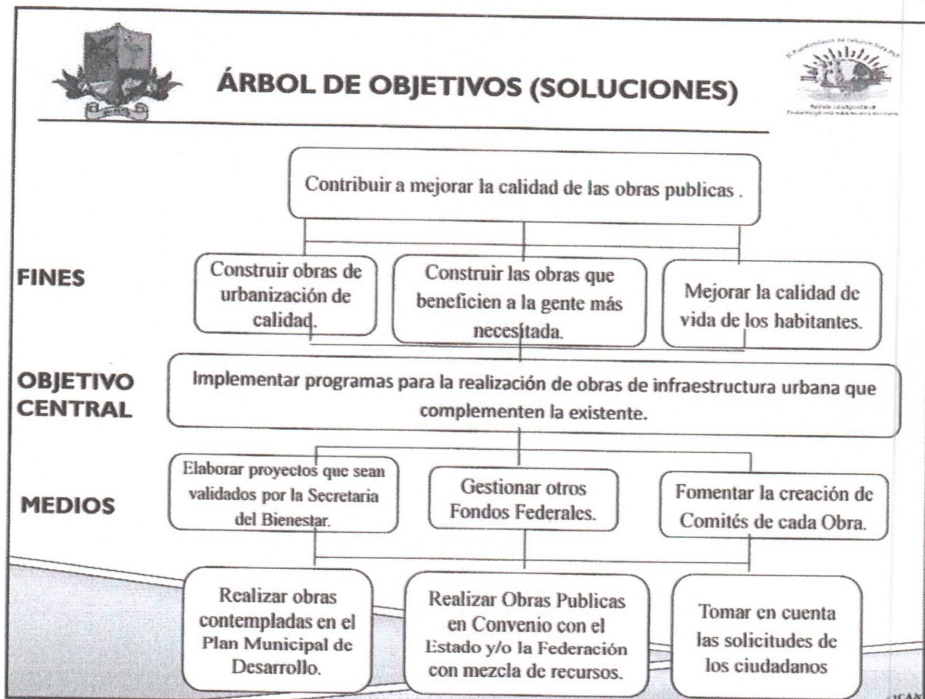 ÁRBOL DE OBJETIVOS (SOLUCIONES)
Contribuir a mejorar la calidad de las obras publicas .
FINES
Construir obras de
urbanización de
calidad.
Construir las obras que
beneficien a la gente más
necesitada.
Mejorar la calidad de
vida de los habitantes.
OBJETIVO
CENTRAL
Implementar programas para la realización de obras de infraestructura urbana que
complementen la existente.
MEDIOS
Elaborar proyectos que sean
validados por la Secretaria
del Bienestar.
Gestionar otros
Fondos Federales.
Fomentar la creación de
Comités de cada Obra.
Realizar obras
contempladas en el
Plan Municipal de
Desarrollo.
Realizar Obras Publicas
en Convenio con el
Estado y/o la Federación
con mezcla de recursos.
Tomar en cuenta
las solicitudes de
los ciudadanos